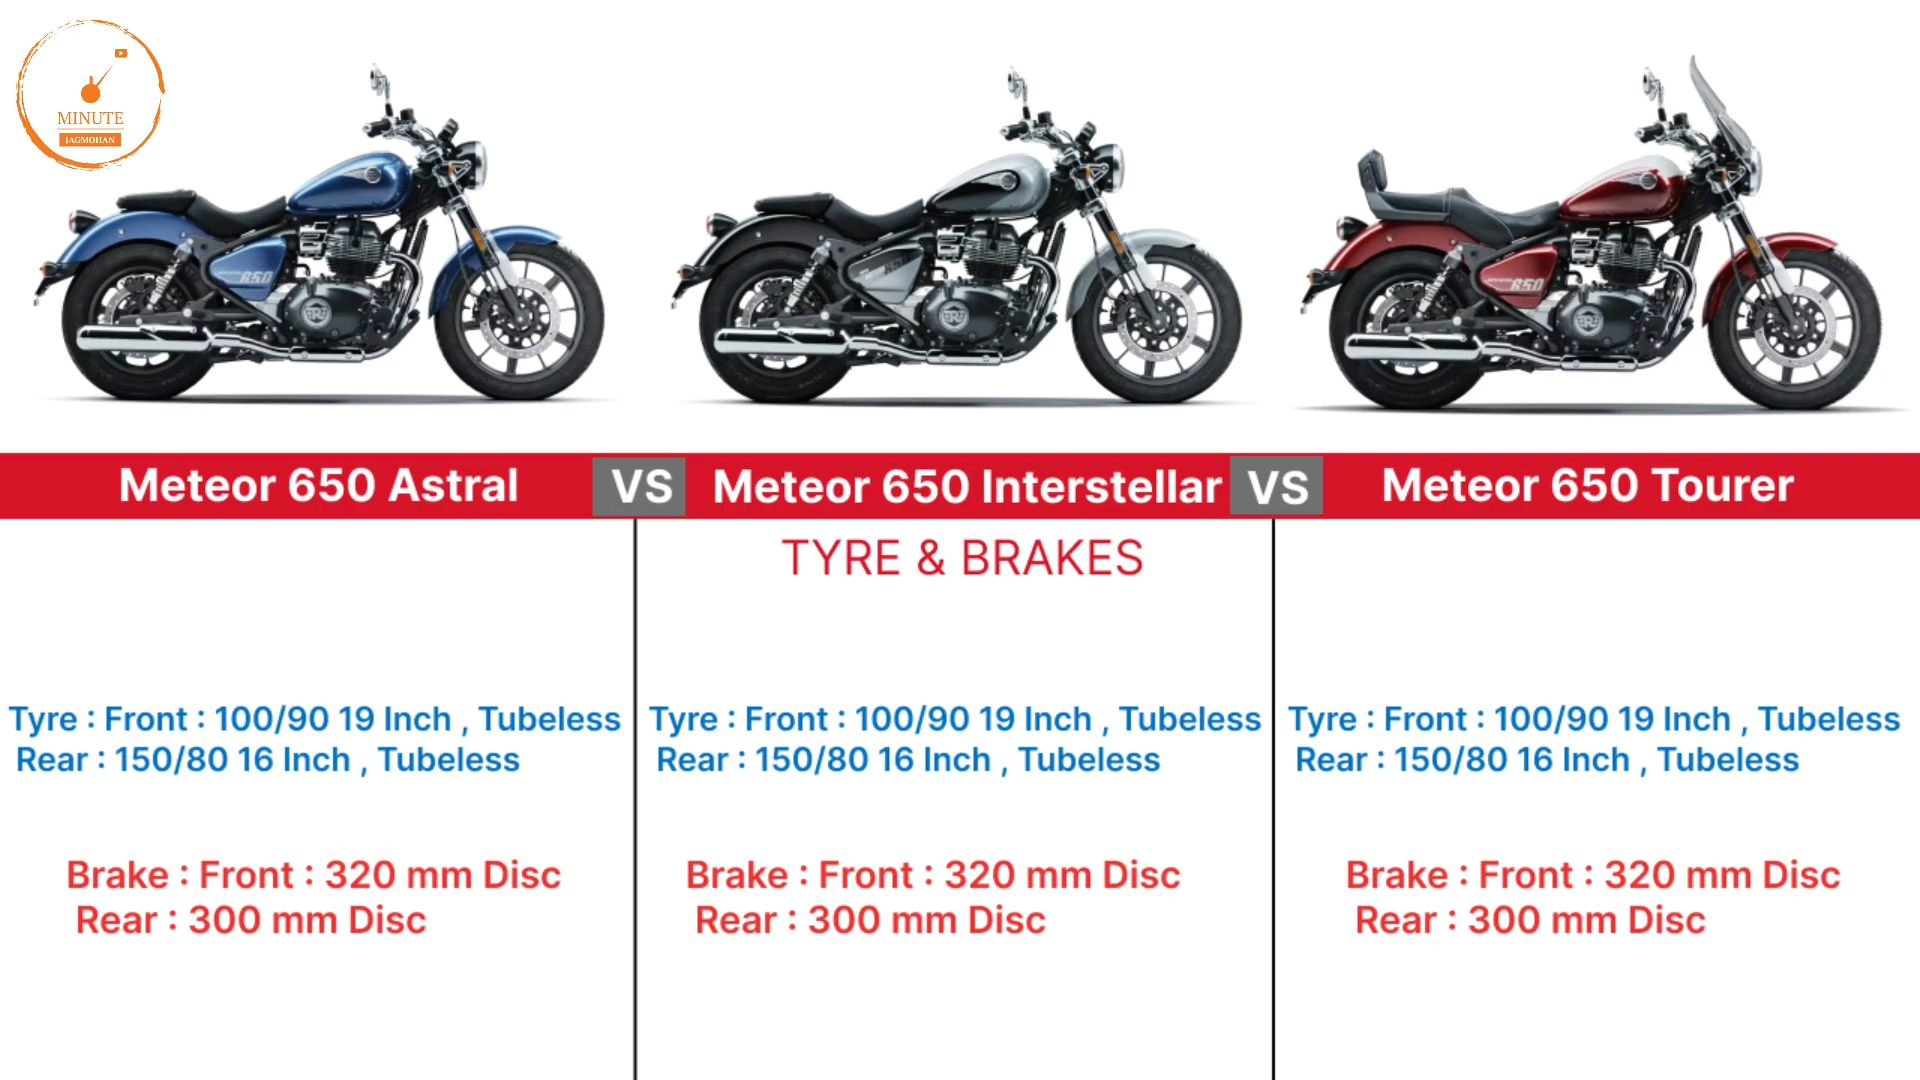 MINUTE
JAGMOHAN
650
650
Meteor 650 Astral
VS
Meteor 650 Interstellar
VS
Meteor 650 Tourer
TYRE & BRAKES
Tyre : Front : 100/90 19 Inch , Tubeless
Rear : 150/80 16 Inch , Tubeless
Brake : Front : 320 mm Disc
Rear : 300 mm Disc
Tyre : Front : 100/90 19 Inch , Tubeless
Rear : 150/80 16 Inch , Tubeless
Brake : Front : 320 mm Disc
Rear : 300 mm Disc
Tyre : Front : 100/90 19 Inch , Tubeless
Rear : 150/80 16 Inch , Tubeless
Brake : Front : 320 mm Disc
Rear : 300 mm Disc